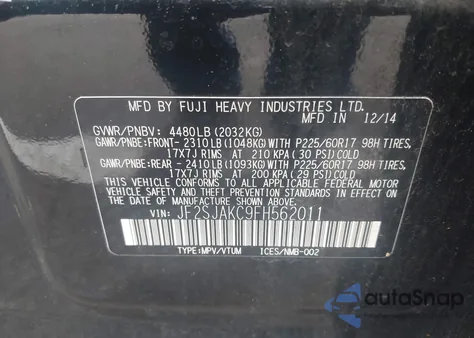 MFD BY FUJI HEAVY INDUSTRIES LTD.
MFD IN 12/14
GVWR/PNBV: 4480LB (2032KG)
GAWR/PNBE:FRONT- 2310LB (1048KG) WITH P225/60R17 98H TIRES,
17X7J RIMS AT 210 KPA (30 PSI)COLD
GAWR/PNBE:REAR - 2410LB (1093KG) WITH P225/60R17 98H TIRES,
17X7J RIMS AT 200 KPA (29 PSI)COLD
THIS VEHICLE CONFORMS TO ALL
APPLICABLE FEDERAL MOTOR VEHICLE
SAFETY STANDARDS IN EFFECT ON THE
DATE OF MANUFACTURE SHOWN ABOVE.
VIN: JF2SJAKC9FH562011
TYPE:MPV/VTUM ICES/NMB-002
autoSnap